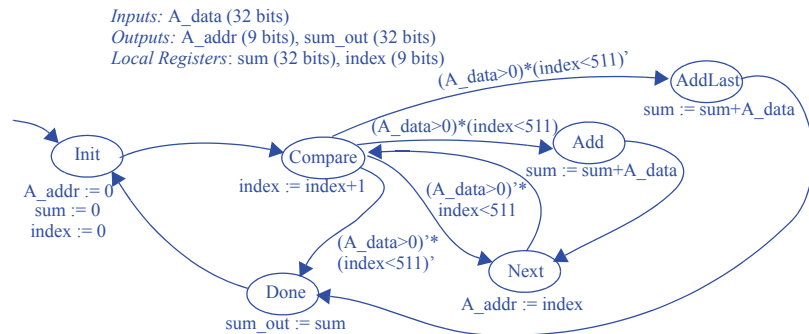 Inputs: A_data (32 bits)
Outputs: A_addr (9 bits), sum_out (32 bits)
Local Registers: sum (32 bits), index (9 bits)
(A_data>0)*(index<511)’
AddLast
sum := sum+A_data
(A_data>0)*(index<511)
Init
Compare
Add
A_addr := 0
sum := 0
index := 0
index := index+1
sum := sum+A_data
(A_data>0)’*
index<511
(A_data>0)’*
(index<511)’
Next
A_addr := index
Done
sum_out := sum